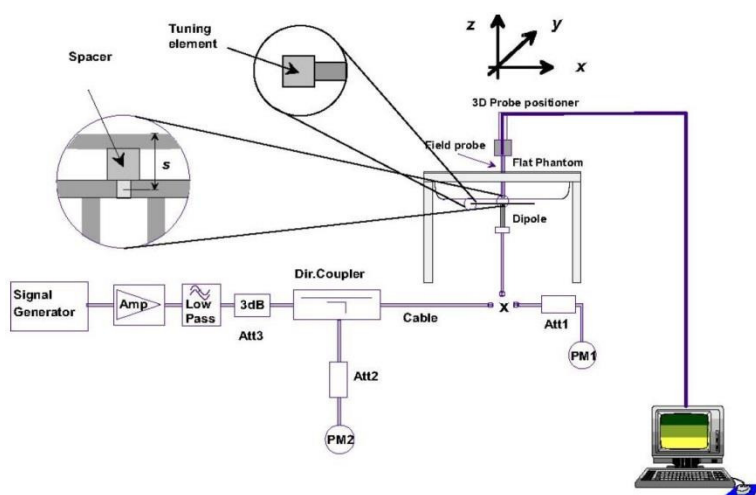 Tuning
element
Spacer
s
z
y
x
3D Probe positioner
Field probe
Flat Phantom
Dipole
Signal
Generator
Amp
Low
Pass
3dB
Att3
Dir.Coupler
Cable
x
Att1
PM1
Att2
PM2